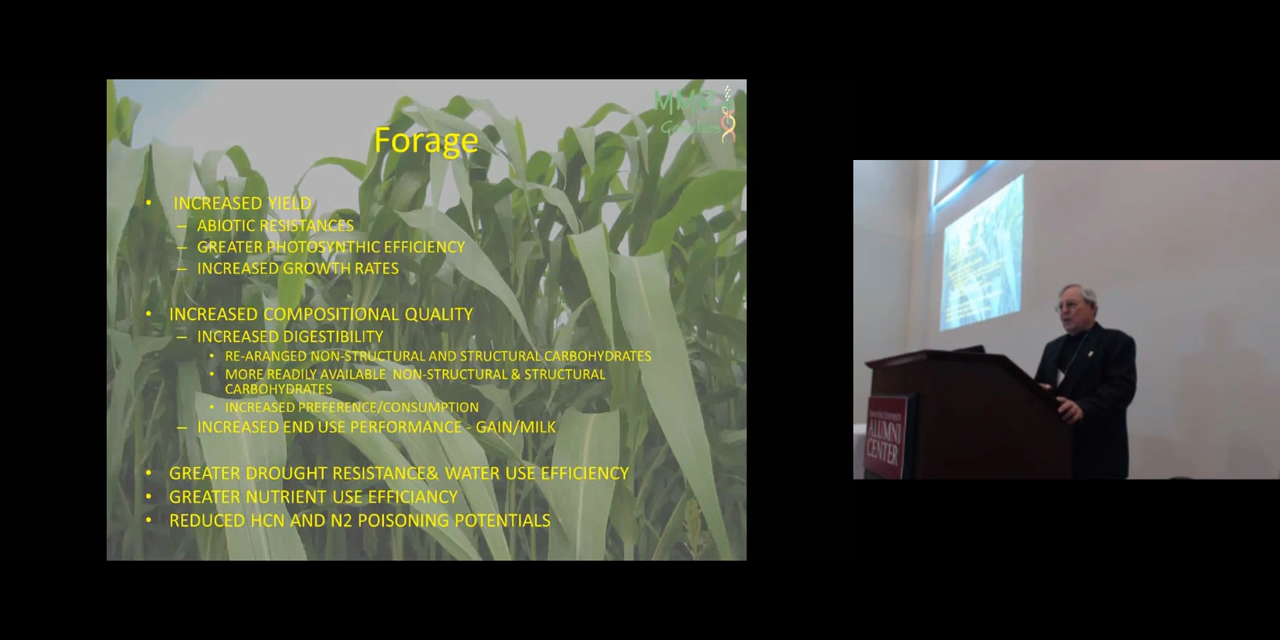 Forage
• INCREASED YIELD
– ABIOTIC RESISTANCES
– GREATER PHOTOSYNTHIC EFFICIENCY
– INCREASED GROWTH RATES
• INCREASED COMPOSITIONAL QUALITY
– INCREASED DIGESTIBILITY
• RE-ARANGED NON-STRUCTURAL AND STRUCTURAL CARBOHYDRATES
• MORE READILY AVAILABLE NON-STRUCTURAL & STRUCTURAL
CARBOHYDRATES
• INCREASED PREFERENCE/CONSUMPTION
– INCREASED END USE PERFORMANCE - GAIN/MILK
• GREATER DROUGHT RESISTANCE& WATER USE EFFICIENCY
• GREATER NUTRIENT USE EFFICIANCY
• REDUCED HCN AND N2 POISONING POTENTIALS
Genetics
ALUMNI
CENTER